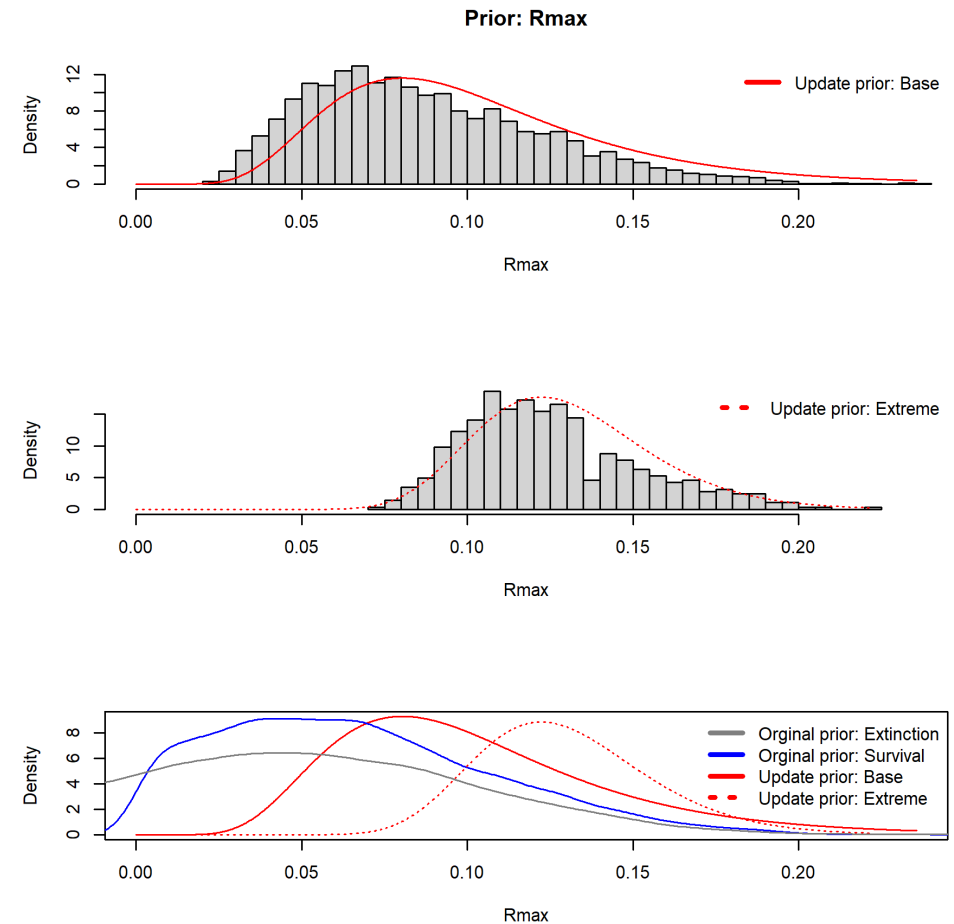 Prior: Rmax
Density
12
8
4
0
Update prior: Base
0.00 0.05 0.10 0.15 0.20
Rmax
Density
10
5
0
Update prior: Extreme
0.00 0.05 0.10 0.15 0.20
Rmax
Density
8
6
4
2
0
Orginal prior: Extinction
Orginal prior: Survival
Update prior: Base
Update prior: Extreme
0.00 0.05 0.10 0.15 0.20
Rmax